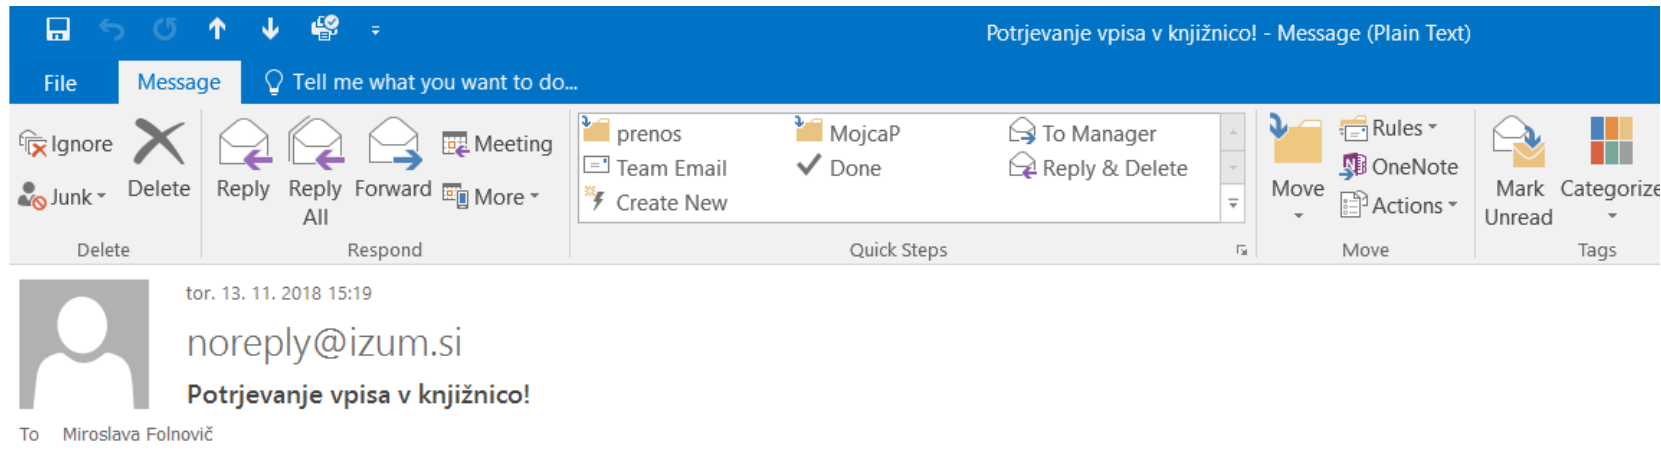 Potrjevanje vpisa v knjižnico! - Message (Plain Text)
File Message Tell me what you want to do...
Ignore
Junk
Delete
Delete
Reply
Reply All
Forward
Meeting
More
Respond
prenos MojcaP To Manager
Team Email Done Reply & Delete
Create New
Quick Steps
Move
Rules
OneNote
Actions
Move
Mark Unread
Categorize
Tags
tor. 13. 11. 2018 15:19
noreply@izum.si
Potrjevanje vpisa v knjižnico!
To Miroslava Folnovič